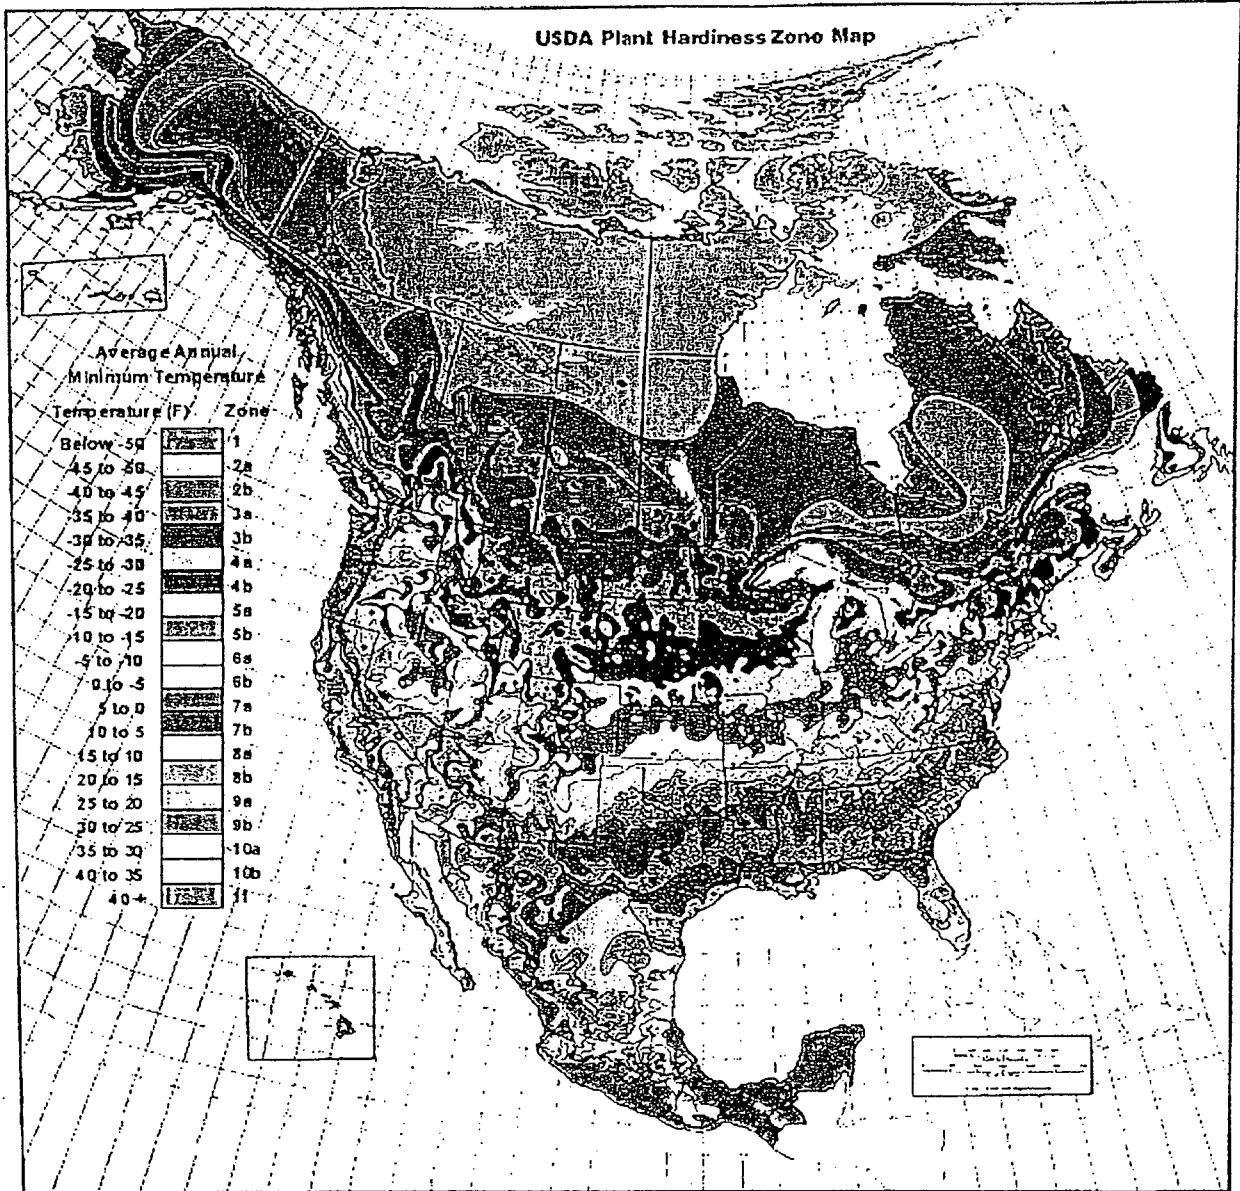 USDA Plant Hardiness Zone Map
Average Annual
Minimum Temperature
Temperature (F) Zone
Below -50 1
-45 to -50 2a
-40 to -45 2b
-35 to -40 3a
-30 to -35 3b
-25 to -30 4a
-20 to -25 4b
-15 to -20 5a
-10 to -15 5b
-5 to -10 6a
0 to -5 6b
5 to 0 7a
10 to 5 7b
15 to 10 8a
20 to 15 8b
25 to 20 9a
30 to 25 9b
35 to 30 10a
40 to 35 10b
40 + 11